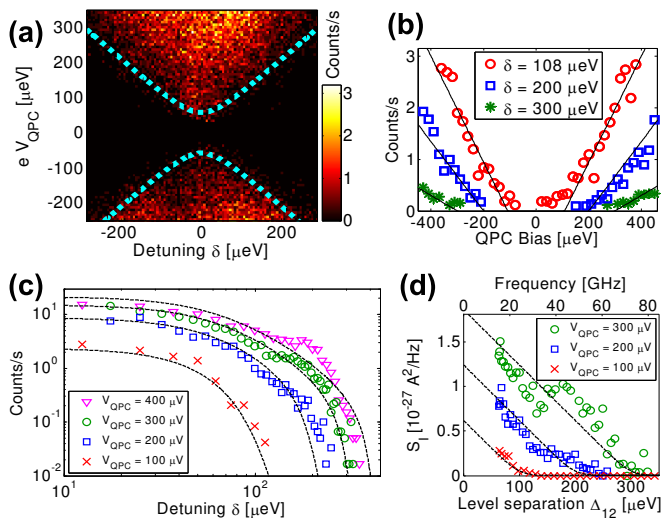 (a)
e V_QPC [μeV]
300
200
100
0
-100
-200
-200
0
200
Detuning δ [μeV]
Counts/s
3
2
1
0
(b)
δ = 108 μeV
δ = 200 μeV
δ = 300 μeV
Counts/s
3
2
1
0
-400
-200
0
200
400
QPC Bias [μeV]
(c)
Counts/s
10^1
10^0
10^-1
10^-2
V_QPC = 400 μV
V_QPC = 300 μV
V_QPC = 200 μV
V_QPC = 100 μV
10^1
10^2
Detuning δ [μeV]
(d)
Frequency [GHz]
0
20
40
60
80
V_QPC = 300 μV
V_QPC = 200 μV
V_QPC = 100 μV
S_I [10^-27 A^2/Hz]
1.5
1
0.5
0
0
100
200
300
Level separation Δ_12 [μeV]